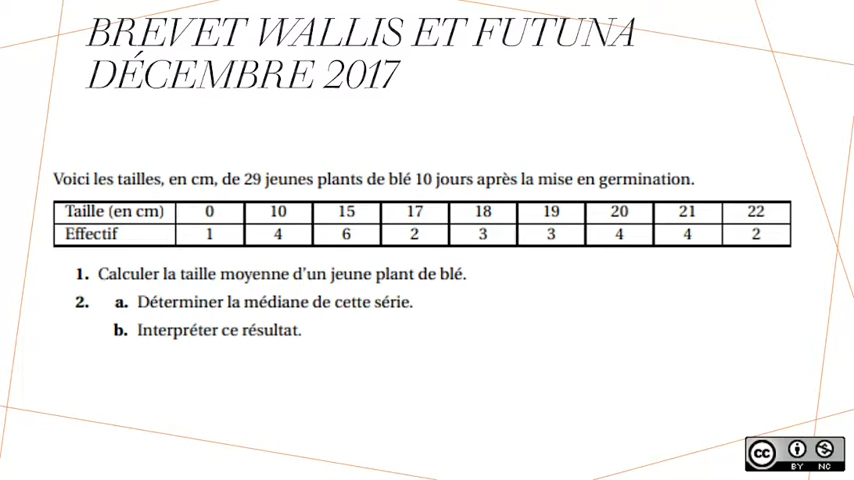 BREVET WALLIS ET FUTUNA
DÉCEMBRE 2017
Voici les tailles, en cm, de 29 jeunes plants de blé 10 jours après la mise en germination.
Taille (en cm) 0 10 15 17 18 19 20 21 22
Effectif 1 4 6 2 3 3 4 4 2
1. Calculer la taille moyenne d'un jeune plant de blé.
2. a. Déterminer la médiane de cette série.
b. Interpréter ce résultat.
cc BY NC